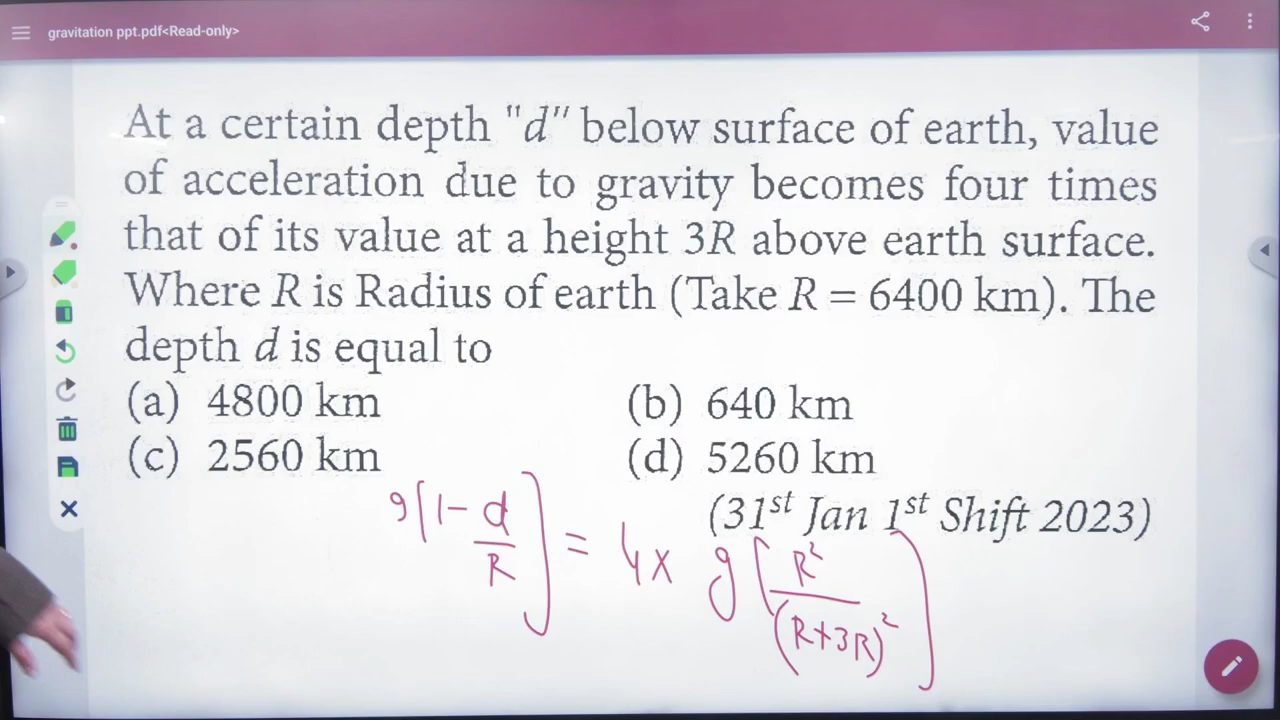 gravitation ppt.pdf<Read-only>
At a certain depth "d" below surface of earth, value
of acceleration due to gravity becomes four times
that of its value at a height 3R above earth surface.
Where R is Radius of earth (Take R = 6400 km). The
depth d is equal to
(a) 4800 km (b) 640 km
(c) 2560 km (d) 5260 km
(31st Jan 1st Shift 2023)
g[1-d/R] = 4x g[R²/(R+3R)²]